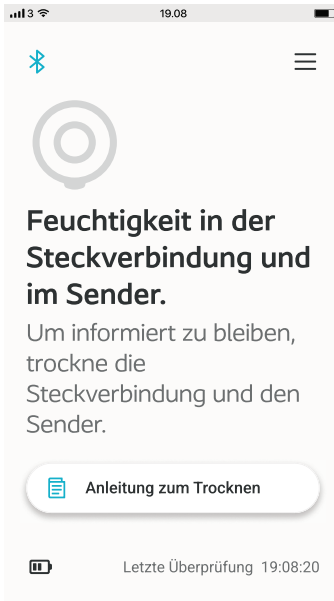 3 19.08
Feuchtigkeit in der
Steckverbindung und
im Sender.
Um informiert zu bleiben,
trockne die
Steckverbindung und den
Sender.
Anleitung zum Trocknen
Letzte Überprüfung 19:08:20